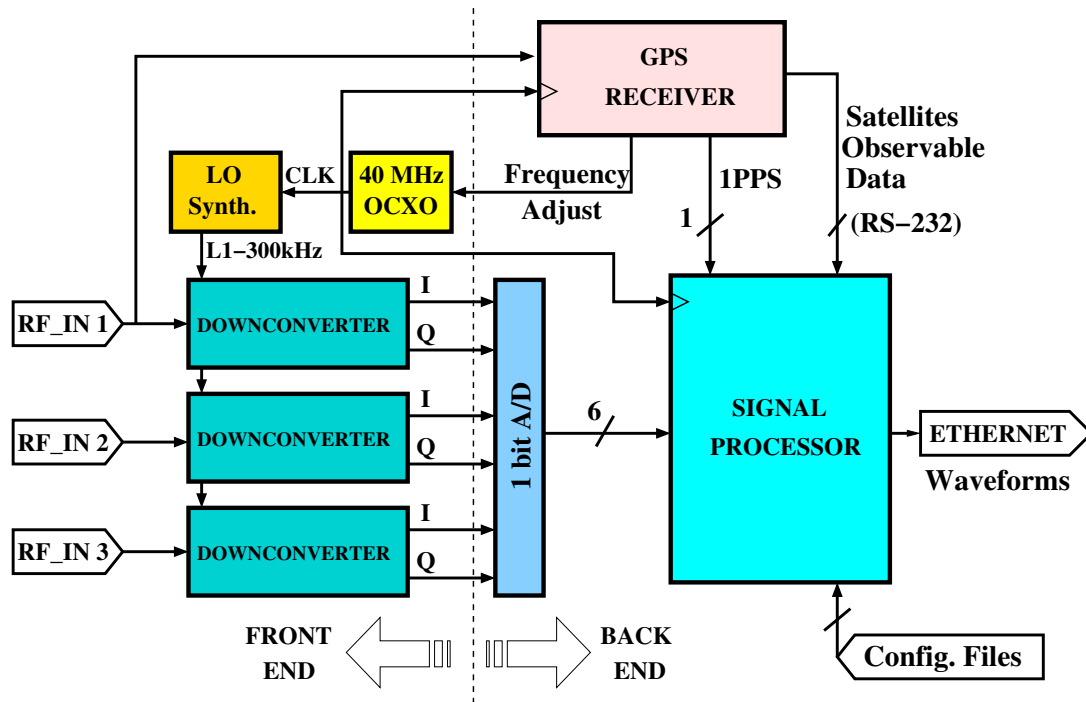 GPS
RECEIVER
Satellites
Observable
Data
(RS−232)
LO
Synth.
CLK
40 MHz
OCXO
Frequency
Adjust
1PPS
1
L1−300kHz
RF_IN 1
DOWNCONVERTER
I
Q
RF_IN 2
DOWNCONVERTER
I
Q
RF_IN 3
DOWNCONVERTER
I
Q
1 bit A/D
6
SIGNAL
PROCESSOR
ETHERNET
Waveforms
FRONT
END
BACK
END
Config. Files